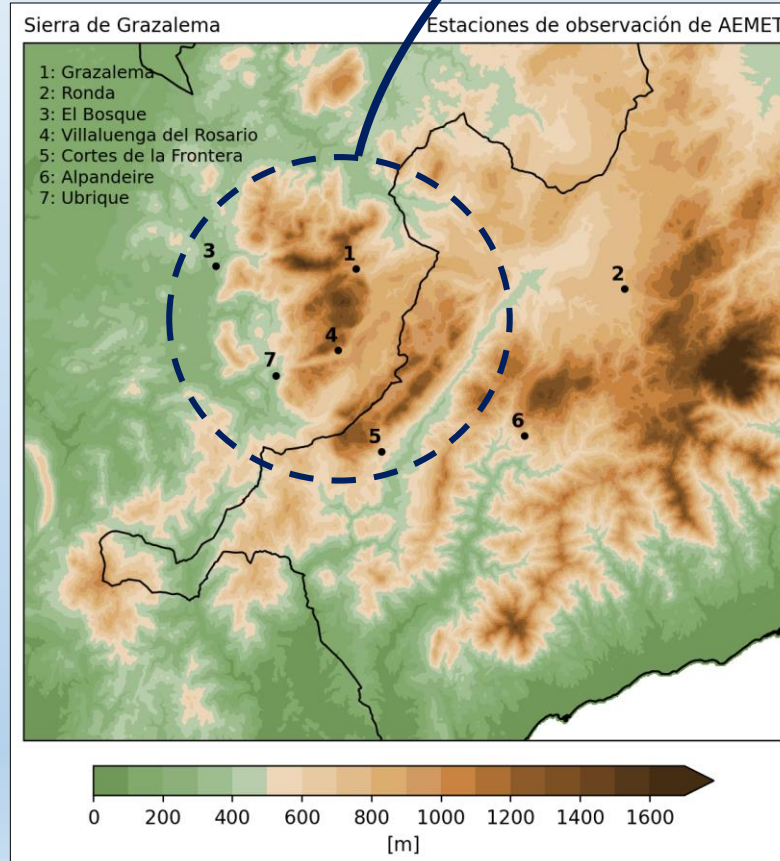 Sierra de Grazalema
Estaciones de observación de AEMET
1: Grazalema
2: Ronda
3: El Bosque
4: Villaluenga del Rosario
5: Cortes de la Frontera
6: Alpandeire
7: Ubrique
3
1
2
4
7
6
5
0 200 400 600 800 1000 1200 1400 1600
[m]